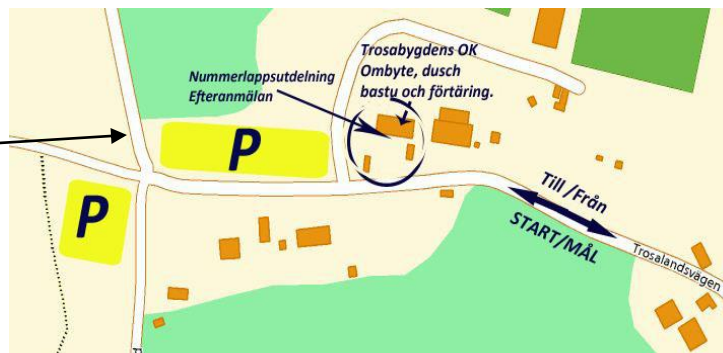 Trosabygdens OK
Ombyte, dusch
bastu och förtäring.
Nummerlappsutdelning
Efteranmälan
P
P
Till /Från
START/MÅL
Trosalandsvägen